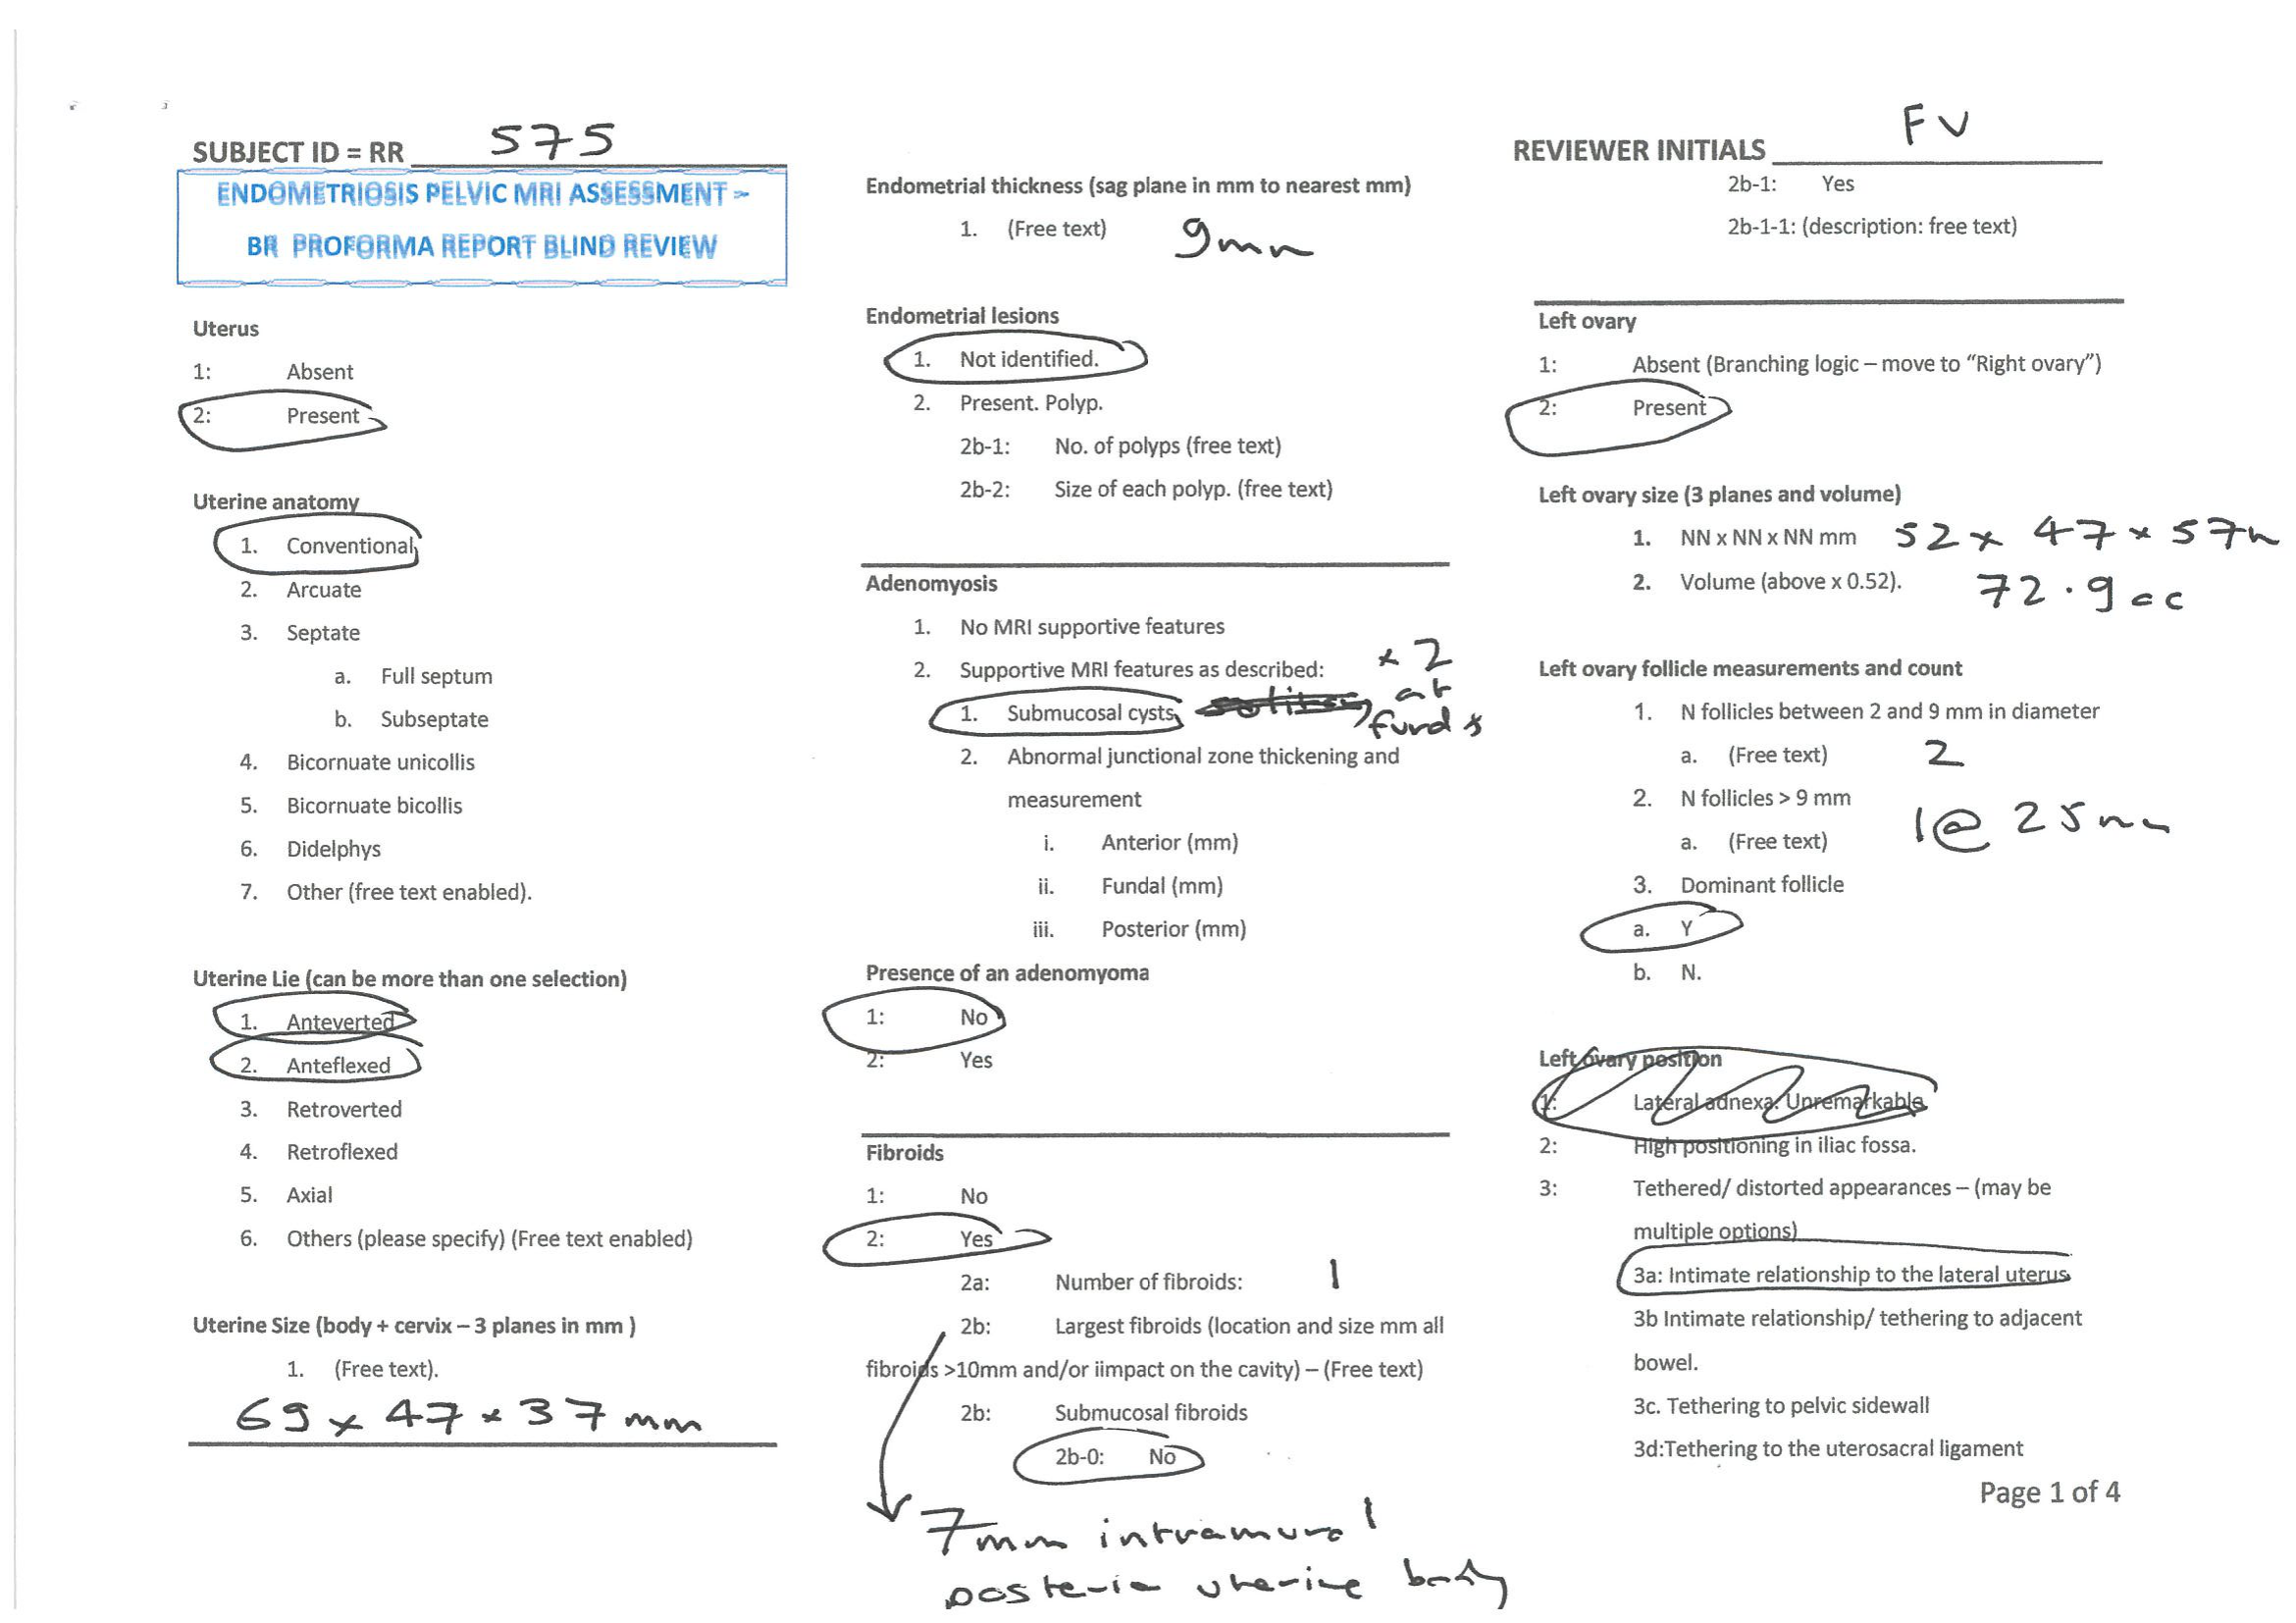 SUBJECT ID = RR 575
ENDOMETRIOSIS PELVIC MRI ASSESSMENT –
BR PROFORMA REPORT BLIND REVIEW
Uterus
1: Absent
2: Present
Uterine anatomy
1. Conventional
2. Arcuate
3. Septate
a. Full septum
b. Subseptate
4. Bicornuate unicollis
5. Bicornuate bicollis
6. Didelphys
7. Other (free text enabled).
Uterine Lie (can be more than one selection)
1. Anteverted
2. Anteflexed
3. Retroverted
4. Retroflexed
5. Axial
6. Others (please specify) (Free text enabled)
Uterine Size (body + cervix – 3 planes in mm )
1. (Free text).
69 x 47 x 37 mm
Endometrial thickness (sag plane in mm to nearest mm)
1. (Free text) 9mm
Endometrial lesions
1. Not identified.
2. Present. Polyp.
2b-1: No. of polyps (free text)
2b-2: Size of each polyp. (free text)
Adenomyosis
1. No MRI supportive features
2. Supportive MRI features as described: x 2
at
1. Submucosal cysts, fundus
2. Abnormal junctional zone thickening and
measurement
i. Anterior (mm)
ii. Fundal (mm)
iii. Posterior (mm)
Presence of an adenomyoma
1: No
2: Yes
Fibroids
1: No
2: Yes
2a: Number of fibroids: 1
2b: Largest fibroids (location and size mm all
fibroids >10mm and/or iimpact on the cavity) – (Free text)
2b: Submucosal fibroids
2b-0: No
7mm intramural
posterior uterine body
REVIEWER INITIALS FV
2b-1: Yes
2b-1-1: (description: free text)
Left ovary
1: Absent (Branching logic – move to “Right ovary”)
2: Present
Left ovary size (3 planes and volume)
1. NN x NN x NN mm 52 x 47 x 57m
2. Volume (above x 0.52). 72.9cc
Left ovary follicle measurements and count
1. N follicles between 2 and 9 mm in diameter
a. (Free text) 2
2. N follicles > 9 mm
1 @ 25mm
a. (Free text)
3. Dominant follicle
a. Y
b. N.
Left ovary position
1: Lateral adnexa. Unremarkable.
2: High positioning in iliac fossa.
3: Tethered/ distorted appearances – (may be
multiple options)
3a: Intimate relationship to the lateral uterus
3b Intimate relationship/ tethering to adjacent
bowel.
3c. Tethering to pelvic sidewall
3d:Tethering to the uterosacral ligament
Page 1 of 4